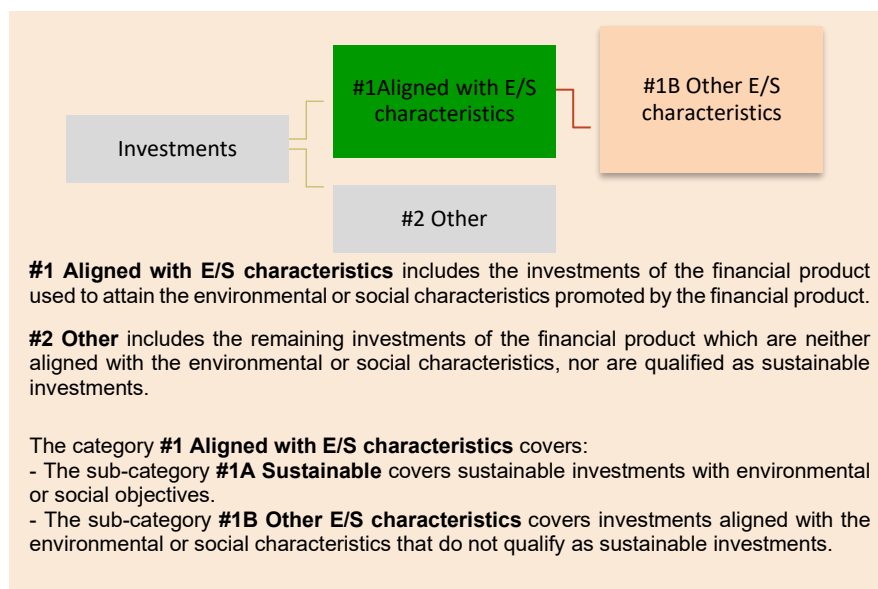 #1Aligned with E/S
characteristics
#1B Other E/S
characteristics
Investments
#2 Other
#1 Aligned with E/S characteristics includes the investments of the financial product
used to attain the environmental or social characteristics promoted by the financial product.
#2 Other includes the remaining investments of the financial product which are neither
aligned with the environmental or social characteristics, nor are qualified as sustainable
investments.
The category #1 Aligned with E/S characteristics covers:
- The sub-category #1A Sustainable covers sustainable investments with environmental
or social objectives.
- The sub-category #1B Other E/S characteristics covers investments aligned with the
environmental or social characteristics that do not qualify as sustainable investments.